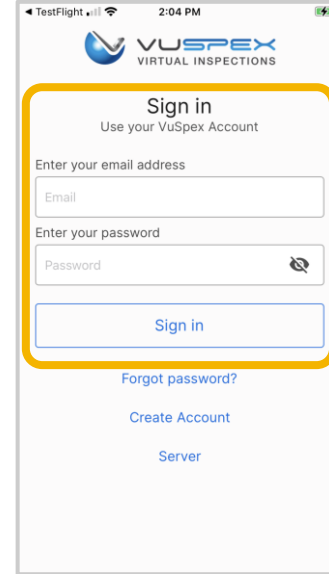 ◄ TestFlight 2:04 PM
VUSPEX
VIRTUAL INSPECTIONS
Sign in
Use your VuSpex Account
Enter your email address
Email
Enter your password
Password
Sign in
Forgot password?
Create Account
Server